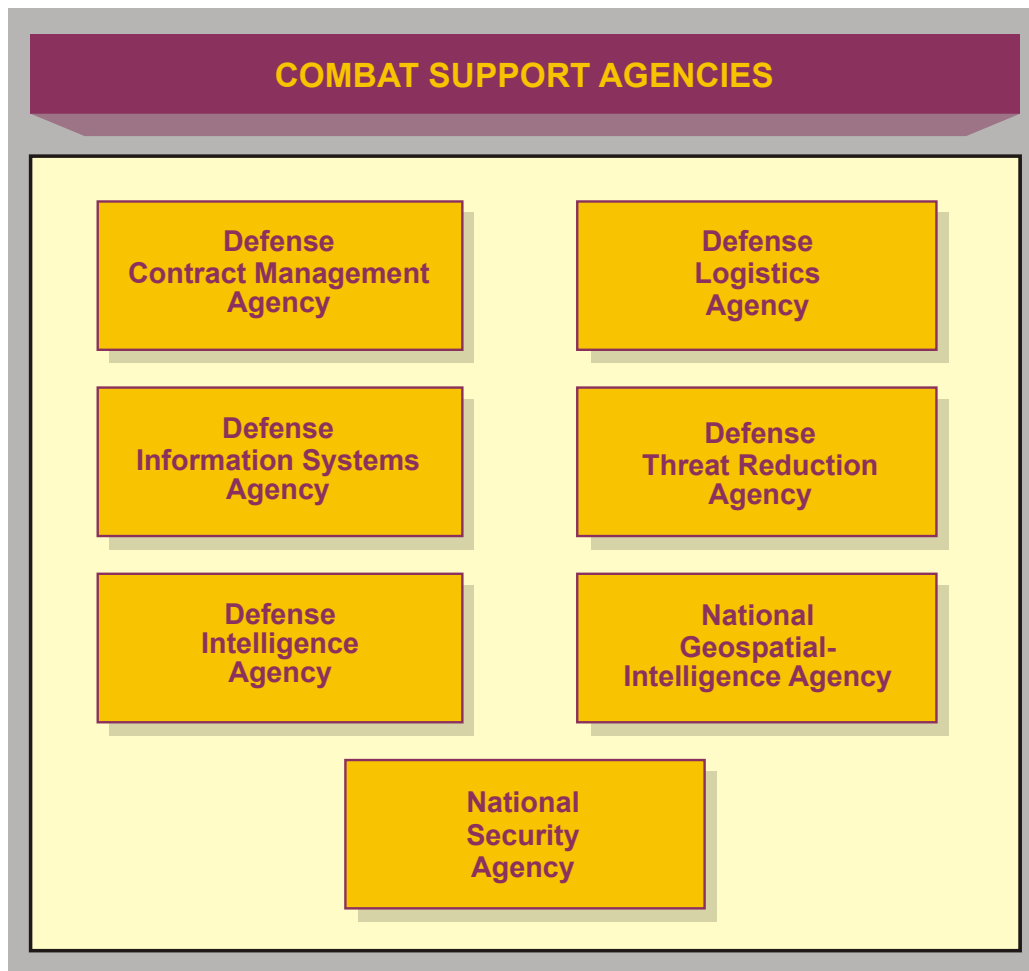 COMBAT SUPPORT AGENCIES
Defense
Contract Management
Agency
Defense
Logistics
Agency
Defense
Information Systems
Agency
Defense
Threat Reduction
Agency
Defense
Intelligence
Agency
National
Geospatial-
Intelligence Agency
National
Security
Agency